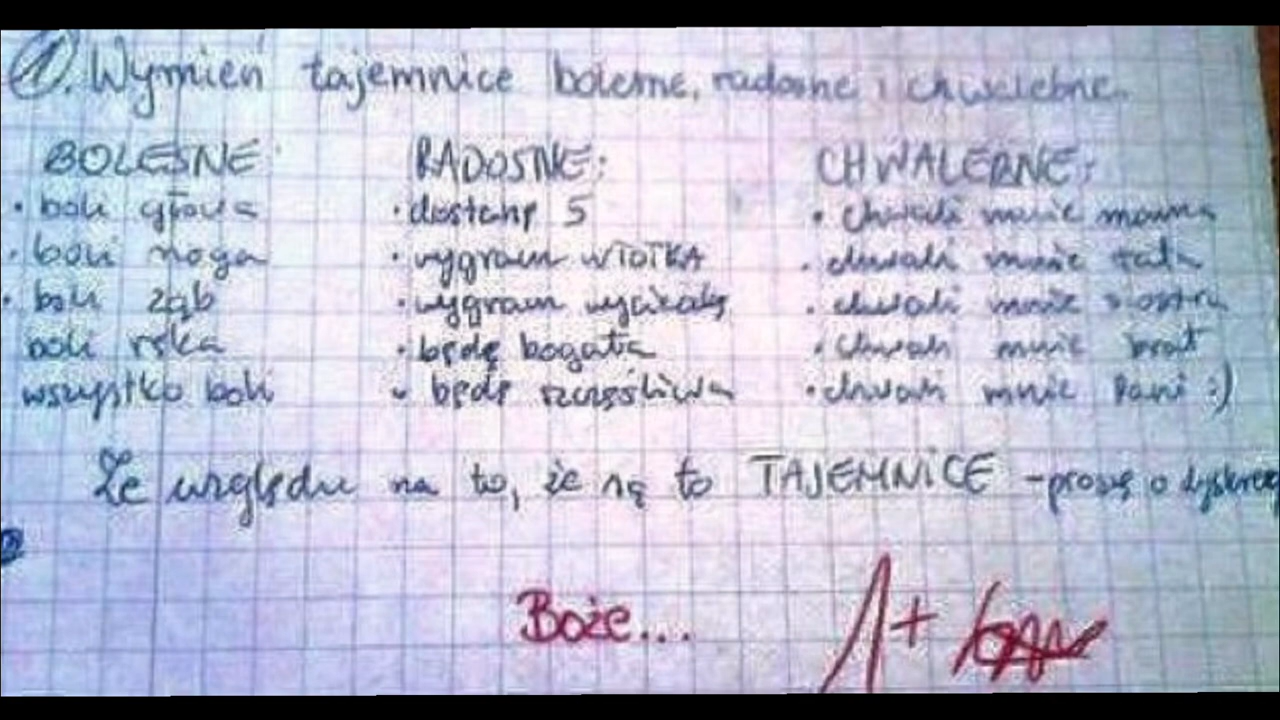 1. Wymień tajemnice bolesne, radosne i chwalebne.
BOLESNE: RADOSNE: CHWALEBNE:
• boli głowa • dostanę 5 • chwali mnie mama
• boli noga • wygram w TOTKA • chwali mnie tata
• boli ząb • wygram wycieczkę • chwali mnie siostra
boli ręka • będę bogata • chwali mnie brat
wszystko boli • będę szczęśliwa • chwali mnie Pani :)
Ze względu na to, że są to TAJEMNICE - proszę o dyskrecj
Boże... 1+